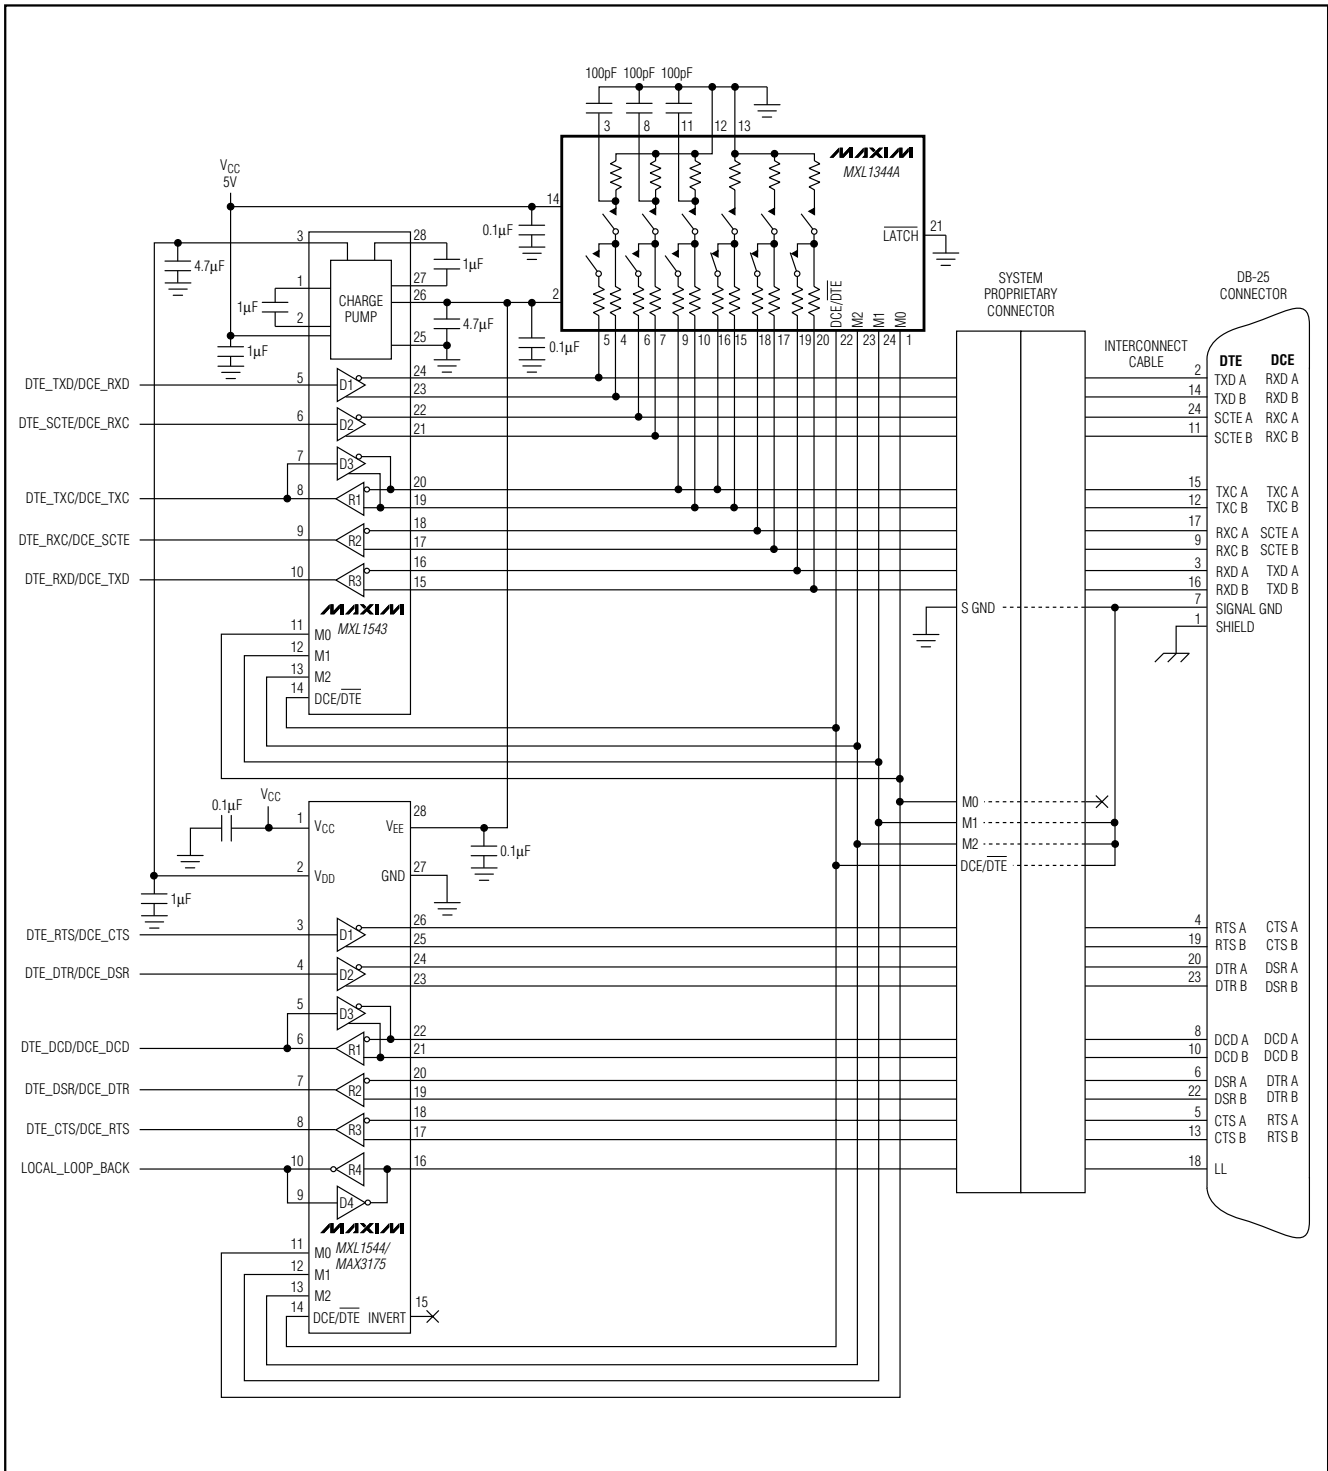 100pF 100pF 100pF
3 8 11 12 13
MAXIM
MXL1344A
VCC
5V
14
0.1µF
21
LATCH
3 28
4.7µF
1µF
1 27
26 2
CHARGE
PUMP
1µF
4.7µF
2
25
0.1µF
1µF
DCE/DTE
M2
M1
M0
5 4 6 7 9 10 16 15 18 17 19 20 22 23 24 1
SYSTEM
PROPRIETARY
CONNECTOR
DB-25
CONNECTOR
INTERCONNECT
CABLE
DTE DCE
DTE_TXD/DCE_RXD 5 D1 24 2 TXD A RXD A
23 14 TXD B RXD B
DTE_SCTE/DCE_RXC 6 D2 22 24 SCTE A RXC A
21 11 SCTE B RXC B
7 D3
DTE_TXC/DCE_TXC 8 R1 20 15 TXC A TXC A
19 12 TXC B TXC B
DTE_RXC/DCE_SCTE 9 R2 18 17 RXC A SCTE A
17 9 RXC B SCTE B
DTE_RXD/DCE_TXD 10 R3 16 3 RXD A TXD A
15 16 RXD B TXD B
S GND 7 SIGNAL GND
1 SHIELD
MAXIM
MXL1543
11 M0
12 M1
13 M2
14 DCE/DTE
0.1µF
VCC
1 VCC VEE 28
0.1µF
2 VDD GND 27
1µF
M0
M1
M2
DCE/DTE
DTE_RTS/DCE_CTS 3 D1 26 4 RTS A CTS A
25 19 RTS B CTS B
DTE_DTR/DCE_DSR 4 D2 24 20 DTR A DSR A
23 23 DTR B DSR B
5 D3
DTE_DCD/DCE_DCD 6 R1 22 8 DCD A DCD A
21 10 DCD B DCD B
DTE_DSR/DCE_DTR 7 R2 20 6 DSR A DTR A
19 22 DSR B DTR B
DTE_CTS/DCE_RTS 8 R3 18 5 CTS A RTS A
17 13 CTS B RTS B
LOCAL_LOOP_BACK 10 R4 16 18 LL
9 D4
MAXIM
MXL1544/
MAX3175
11 M0
12 M1
13 M2
14 DCE/DTE INVERT 15